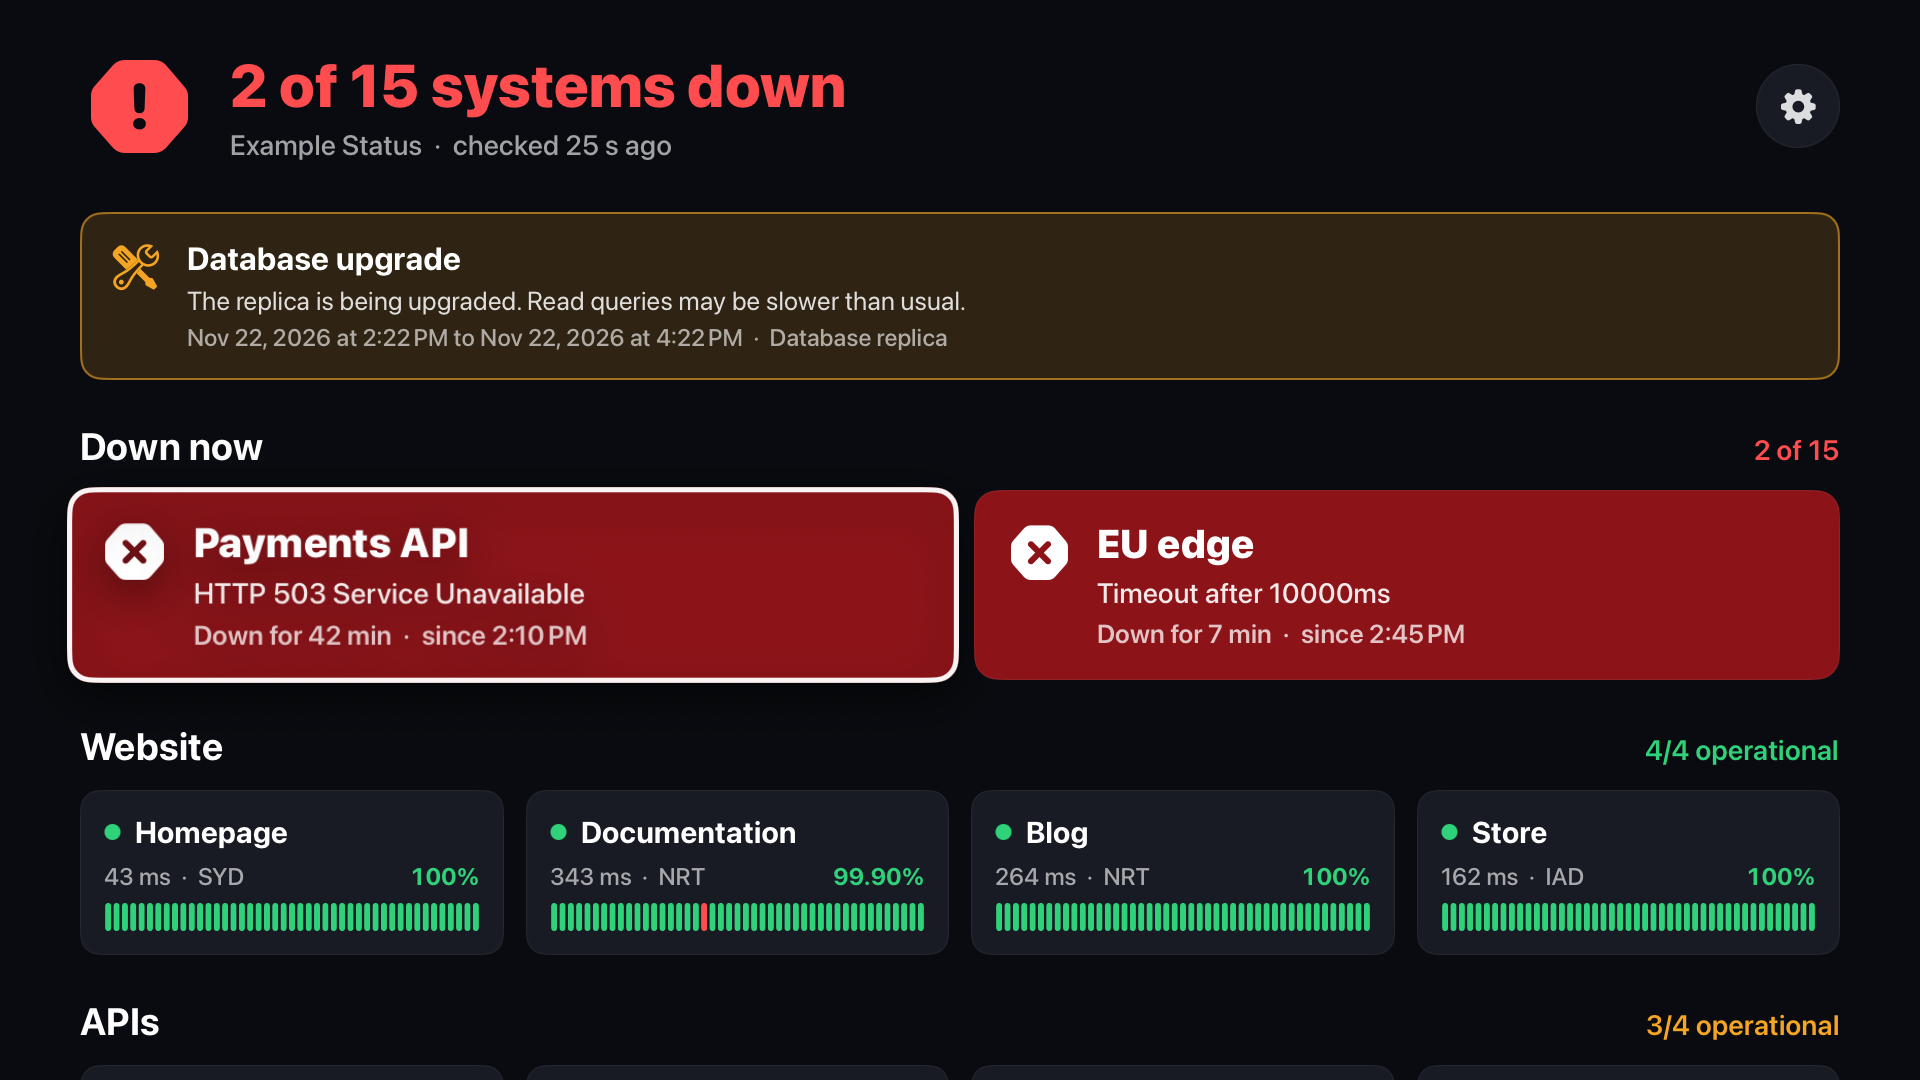 2 of 15 systems down
Example Status · checked 25 s ago
Database upgrade
The replica is being upgraded. Read queries may be slower than usual.
Nov 22, 2026 at 2:22 PM to Nov 22, 2026 at 4:22 PM · Database replica
Down now
2 of 15
Payments API
HTTP 503 Service Unavailable
Down for 42 min · since 2:10 PM
EU edge
Timeout after 10000ms
Down for 7 min · since 2:45 PM
Website
4/4 operational
Homepage
43 ms · SYD
100%
Documentation
343 ms · NRT
99.90%
Blog
264 ms · NRT
100%
Store
162 ms · IAD
100%
APIs
3/4 operational